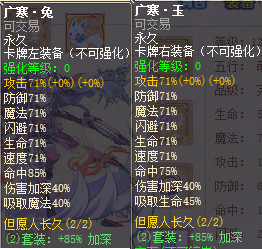 广寒·兔
可交易
永久
卡牌左装备（不可强化）
强化等级：0
攻击71%(+0)(+0%)
防御71%
魔法71%
闪避71%
生命71%
速度71%
命中85%
伤害加深40%
吸取魔法40%
但愿人长久(2/2)
(2)套装：+85% 加深
广寒·玉
可交易
永久
卡牌右装备（不可强化）
强化等级：0
攻击71%(+0)(+0%)
防御71%
魔法71%
闪避71%
生命71%
速度71%
命中85%
伤害加深40%
吸取生命45%
但愿人长久(2/2)
(2)套装：+85% 加深